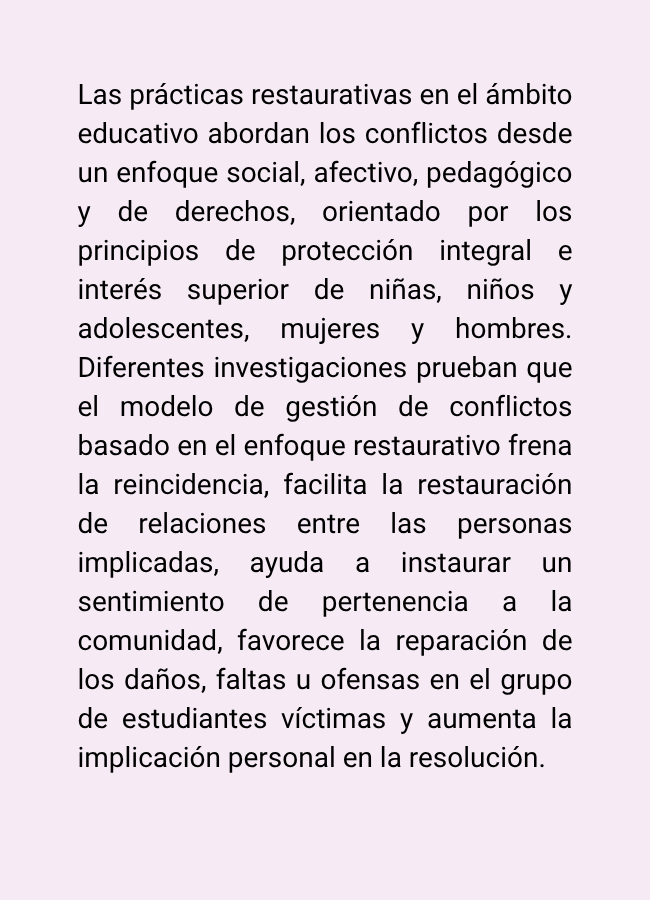 Las prácticas restaurativas en el ámbito
educativo abordan los conflictos desde
un enfoque social, afectivo, pedagógico
y de derechos, orientado por los
principios de protección integral e
interés superior de niñas, niños y
adolescentes, mujeres y hombres.
Diferentes investigaciones prueban que
el modelo de gestión de conflictos
basado en el enfoque restaurativo frena
la reincidencia, facilita la restauración
de relaciones entre las personas
implicadas, ayuda a instaurar un
sentimiento de pertenencia a la
comunidad, favorece la reparación de
los daños, faltas u ofensas en el grupo
de estudiantes víctimas y aumenta la
implicación personal en la resolución.